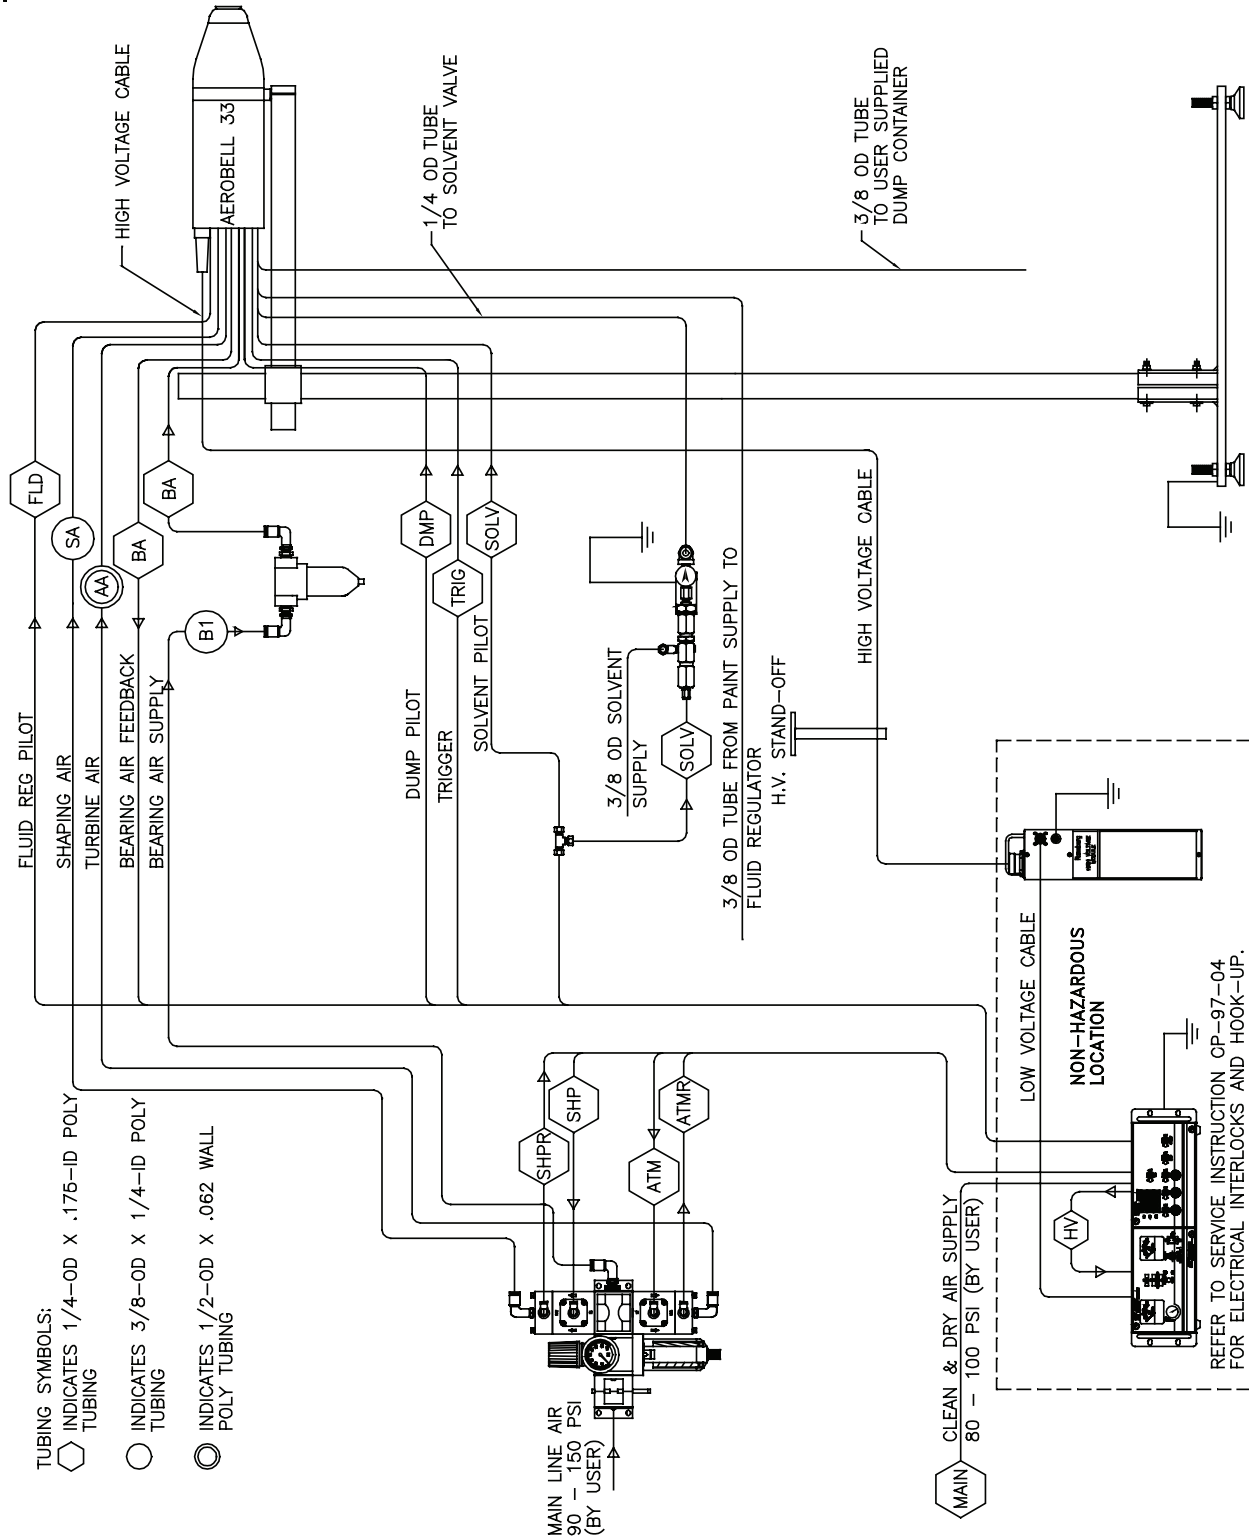 TUBING SYMBOLS:
INDICATES 1/4-OD X .175-ID POLY
TUBING
INDICATES 3/8-OD X 1/4-ID POLY
TUBING
INDICATES 1/2-OD X .062 WALL
POLY TUBING
FLUID REG PILOT
SHAPING AIR
TURBINE AIR
BEARING AIR FEEDBACK
BEARING AIR SUPPLY
FLD
SA
AA
BA
BA
B1
HIGH VOLTAGE CABLE
AEROBELL 33
DUMP PILOT
TRIGGER
SOLVENT PILOT
DMP
TRIG
SOLV
1/4 OD TUBE
TO SOLVENT VALVE
SHPR
SHP
ATM
ATMR
3/8 OD SOLVENT
SUPPLY
SOLV
3/8 OD TUBE FROM PAINT SUPPLY TO
FLUID REGULATOR
H.V. STAND-OFF
HIGH VOLTAGE CABLE
3/8 OD TUBE
TO USER SUPPLIED
DUMP CONTAINER
MAIN LINE AIR
90 - 150 PSI
(BY USER)
MAIN
CLEAN & DRY AIR SUPPLY
80 - 100 PSI (BY USER)
LOW VOLTAGE CABLE
NON-HAZARDOUS
LOCATION
HV
REFER TO SERVICE INSTRUCTION CP-97-04
FOR ELECTRICAL INTERLOCKS AND HOOK-UP.